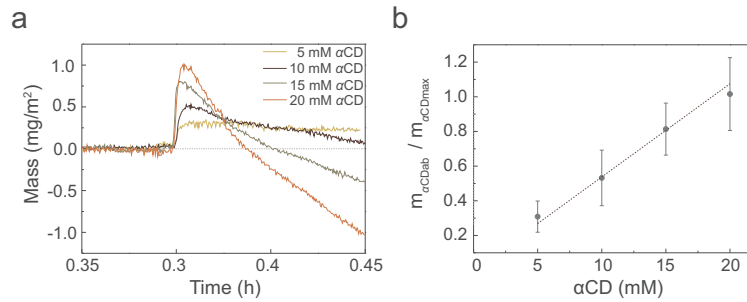 a
5 mM αCD
10 mM αCD
15 mM αCD
20 mM αCD
1.0
0.5
0.0
-0.5
-1.0
Mass (mg/m²)
0.35
0.3
0.4
0.45
Time (h)
b
1.2
1.0
0.8
0.6
0.4
0.2
m αCDab / m αCDmax
0
5
10
15
20
αCD (mM)